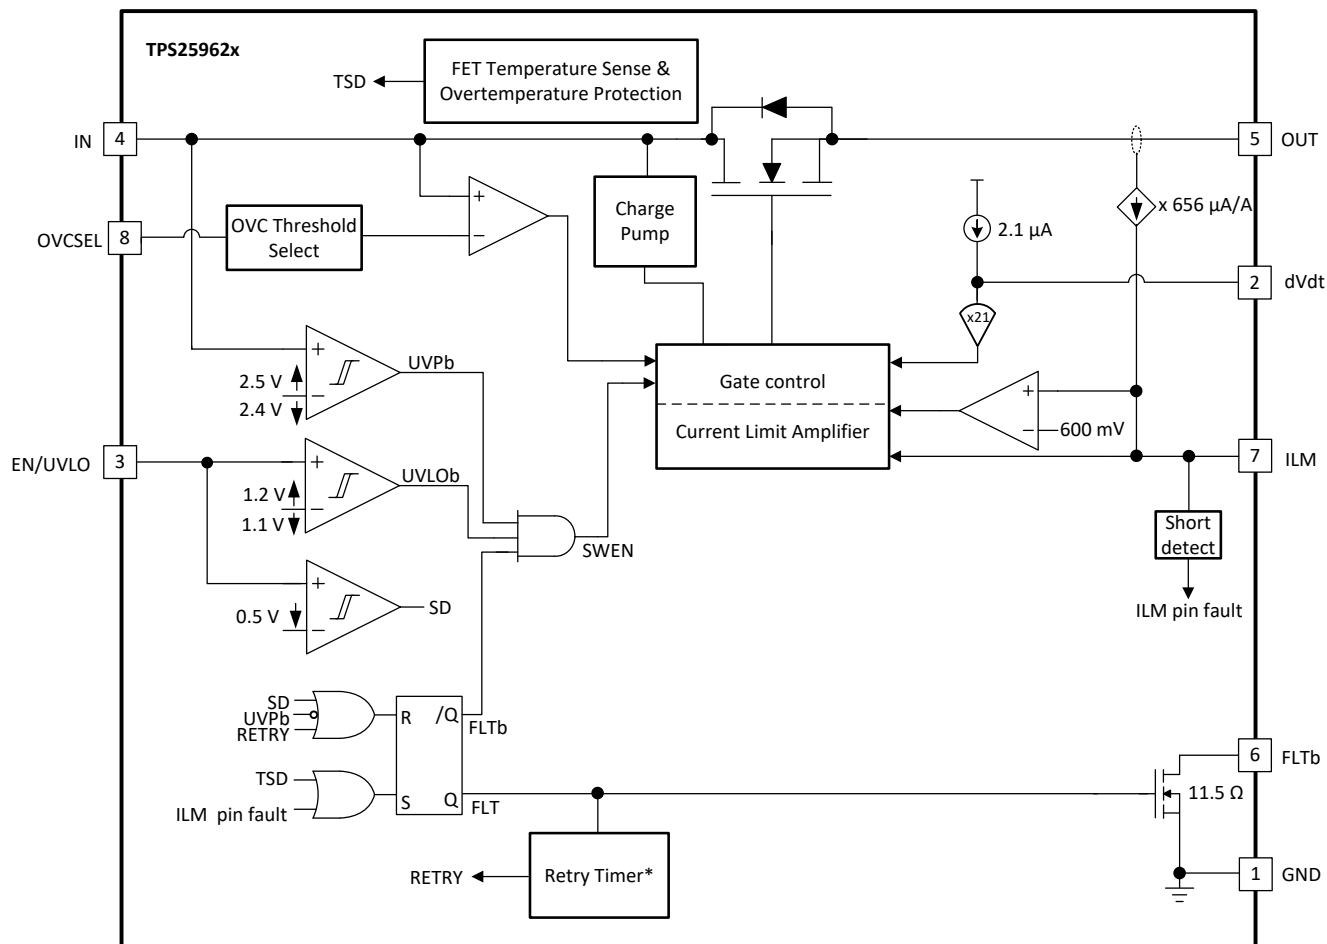 TPS25962x
FET Temperature Sense &
Overtemperature Protection
TSD
IN
4
5
OUT
OVCSEL
8
OVC Threshold
Select
+
−
Charge
Pump
2.1 µA
x 656 µA/A
2
dVdt
x21
+
−
2.5 V
2.4 V
UVPb
Gate control
Current Limit Amplifier
+
−
600 mV
EN/UVLO
3
+
−
1.2 V
1.1 V
UVLOb
7
ILM
SWEN
Short
detect
ILM pin fault
+
−
0.5 V
SD
SD
UVPb
RETRY
R
/Q
FLTb
TSD
ILM pin fault
S
Q
FLT
6
FLTb
11.5 Ω
RETRY
Retry Timer*
1
GND